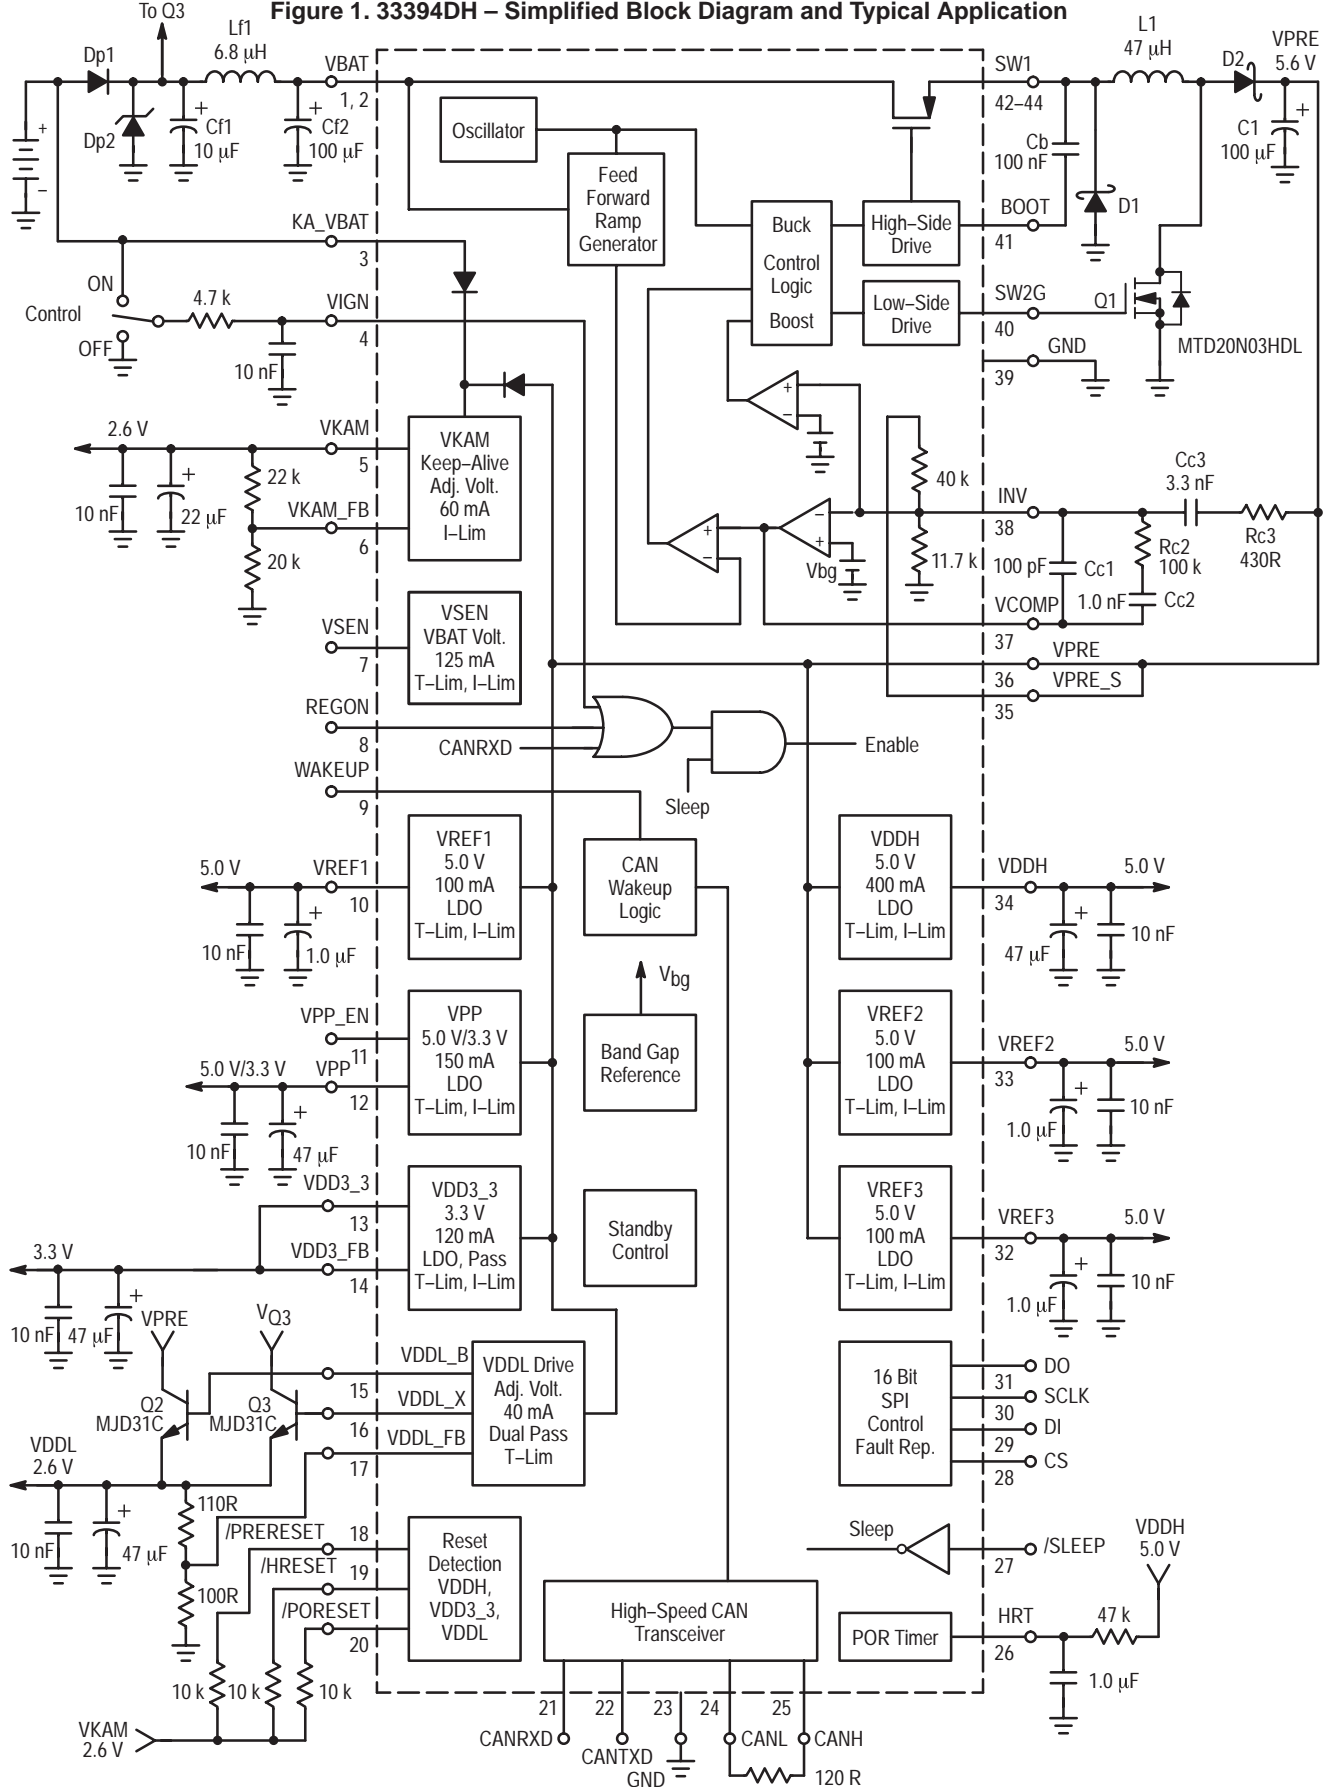 Figure 1. 33394DH – Simplified Block Diagram and Typical Application
To Q3
Dp1
Lf1
6.8 μH
VBAT
1, 2
Dp2
+
Cf1
10 μF
+
Cf2
100 μF
+
–
Oscillator
Feed
Forward
Ramp
Generator
SW1
42–44
L1
47 μH
D2
VPRE
5.6 V
+
C1
100 μF
Cb
100 nF
D1
BOOT
41
Buck
Control
Logic
Boost
High–Side
Drive
Low–Side
Drive
SW2G
40
Q1
MTD20N03HDL
GND
39
KA_VBAT
3
ON
Control
OFF
4.7 k
VIGN
4
10 nF
2.6 V
VKAM
5
+
10 nF
22 μF
22 k
VKAM_FB
6
20 k
VKAM
Keep–Alive
Adj. Volt.
60 mA
I–Lim
+
–
+
–
–
+
Vbg
40 k
11.7 k
INV
38
Cc3
3.3 nF
Rc3
430R
Rc2
100 k
100 pF
Cc1
1.0 nF
Cc2
VCOMP
37
VPRE
36
VPRE_S
35
VSEN
7
VSEN
VBAT Volt.
125 mA
T–Lim, I–Lim
REGON
8
CANRXD
Sleep
Enable
WAKEUP
9
CAN
Wakeup
Logic
5.0 V
VREF1
10
+
10 nF
1.0 μF
VREF1
5.0 V
100 mA
LDO
T–Lim, I–Lim
VDDH
5.0 V
400 mA
LDO
T–Lim, I–Lim
VDDH
34
5.0 V
+
47 μF
10 nF
Vbg
Band Gap
Reference
VPP_EN
11
5.0 V/3.3 V
VPP
12
+
10 nF
47 μF
VPP
5.0 V/3.3 V
150 mA
LDO
T–Lim, I–Lim
VREF2
5.0 V
100 mA
LDO
T–Lim, I–Lim
VREF2
33
5.0 V
+
1.0 μF
10 nF
VDD3_3
13
3.3 V
VDD3_FB
14
+
10 nF
47 μF
VDD3_3
3.3 V
120 mA
LDO, Pass
T–Lim, I–Lim
Standby
Control
VREF3
5.0 V
100 mA
LDO
T–Lim, I–Lim
VREF3
32
5.0 V
+
1.0 μF
10 nF
VPRE
VQ3
Q2
MJD31C
Q3
MJD31C
VDDL_B
15
VDDL_X
16
VDDL_FB
17
VDDL Drive
Adj. Volt.
40 mA
Dual Pass
T–Lim
16 Bit
SPI
Control
Fault Rep.
DO
31
SCLK
30
DI
29
CS
28
VDDL
2.6 V
+
10 nF
47 μF
110R
100R
/PRERESET
18
/HRESET
19
/PORESET
20
Reset
Detection
VDDH,
VDD3_3,
VDDL
10 k
10 k
10 k
VKAM
2.6 V
High–Speed CAN
Transceiver
Sleep
/SLEEP
27
VDDH
5.0 V
POR Timer
HRT
26
47 k
1.0 μF
21
22
23
24
25
CANRXD
CANTXD
GND
CANL
CANH
120 R